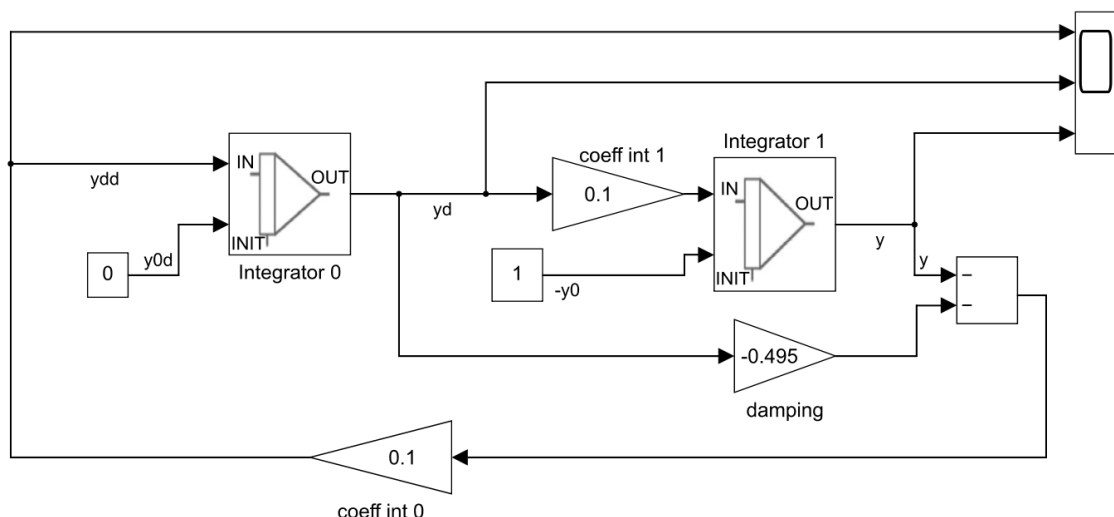 ydd
IN
OUT
INIT
Integrator 0
0
y0d
yd
coeff int 1
0.1
Integrator 1
IN
OUT
INIT
1
-y0
y
y
−
−
-0.495
damping
0.1
coeff int 0